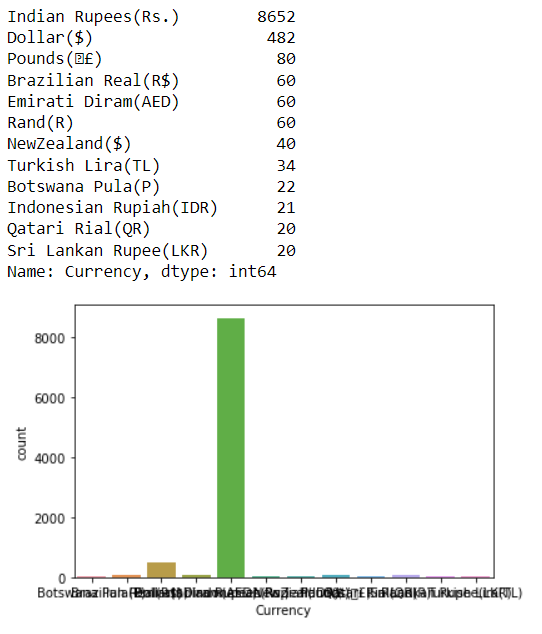 Indian Rupees(Rs.) 8652
Dollar($) 482
Pounds(£) 80
Brazilian Real(R$) 60
Emirati Diram(AED) 60
Rand(R) 60
NewZealand($) 40
Turkish Lira(TL) 34
Botswana Pula(P) 22
Indonesian Rupiah(IDR) 21
Qatari Rial(QR) 20
Sri Lankan Rupee(LKR) 20
Name: Currency, dtype: int64
8000
6000
4000
2000
0
count
Currency